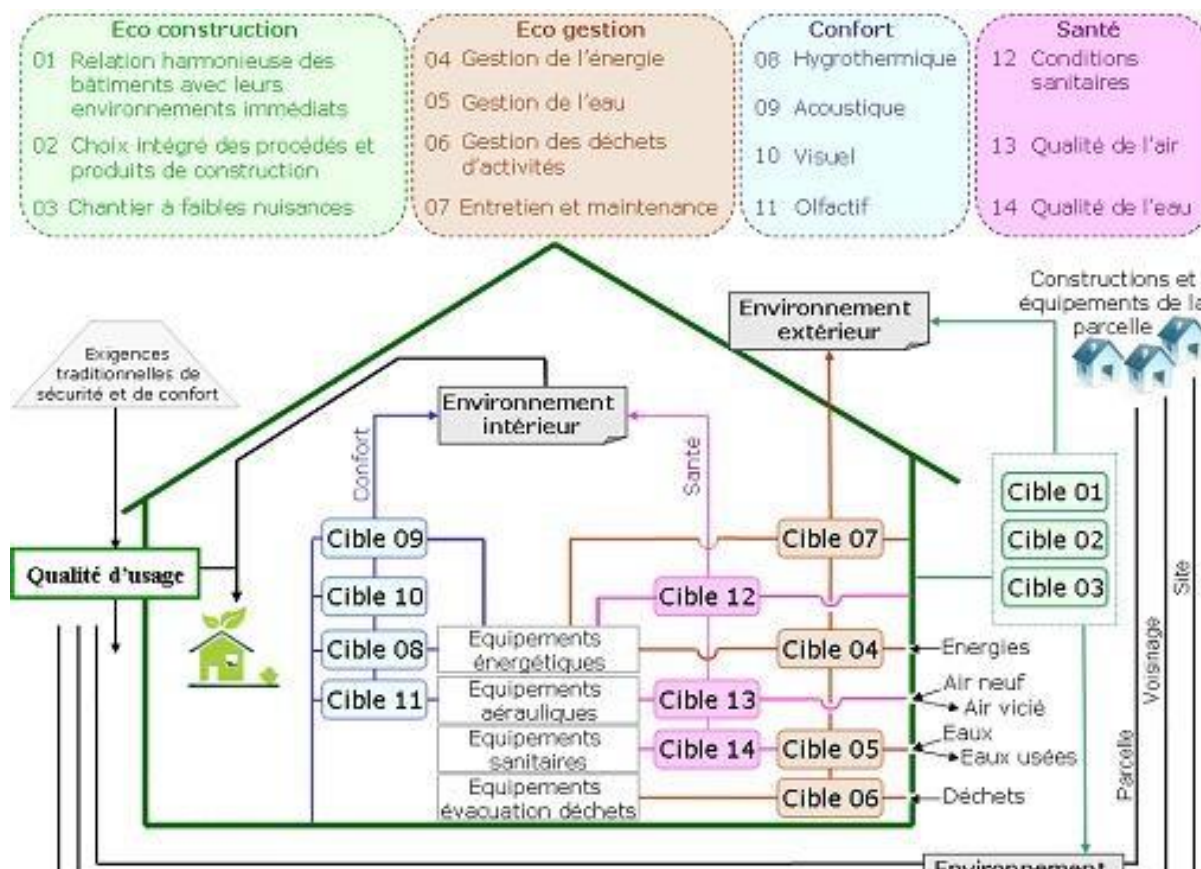 Eco construction
01 Relation harmonieuse des
bâtiments avec leurs
environnements immédiats
02 Choix intégré des procédés et
produits de construction
03 Chantier à faibles nuisances
Eco gestion
04 Gestion de l'énergie
05 Gestion de l'eau
06 Gestion des déchets
d'activités
07 Entretien et maintenance
Confort
08 Hygrothermique
09 Acoustique
10 Visuel
11 Olfactif
Santé
12 Conditions
sanitaires
13 Qualité de l'air
14 Qualité de l'eau
Exigences
traditionnelles de
sécurité et de confort
Environnement
intérieur
Environnement
extérieur
Constructions et
équipements de la
parcelle
Confort
Santé
Qualité d'usage
Cible 09
Cible 10
Cible 08
Cible 11
Equipements
énergétiques
Equipements
aérauliques
Equipements
sanitaires
Equipements
évacuation déchets
Cible 12
Cible 13
Cible 14
Cible 07
Cible 04
Cible 05
Cible 06
Cible 01
Cible 02
Cible 03
Energies
Air neuf
Air vicié
Eaux
Eaux usées
Déchets
Parcelle
Voisinage
Site
Environnement